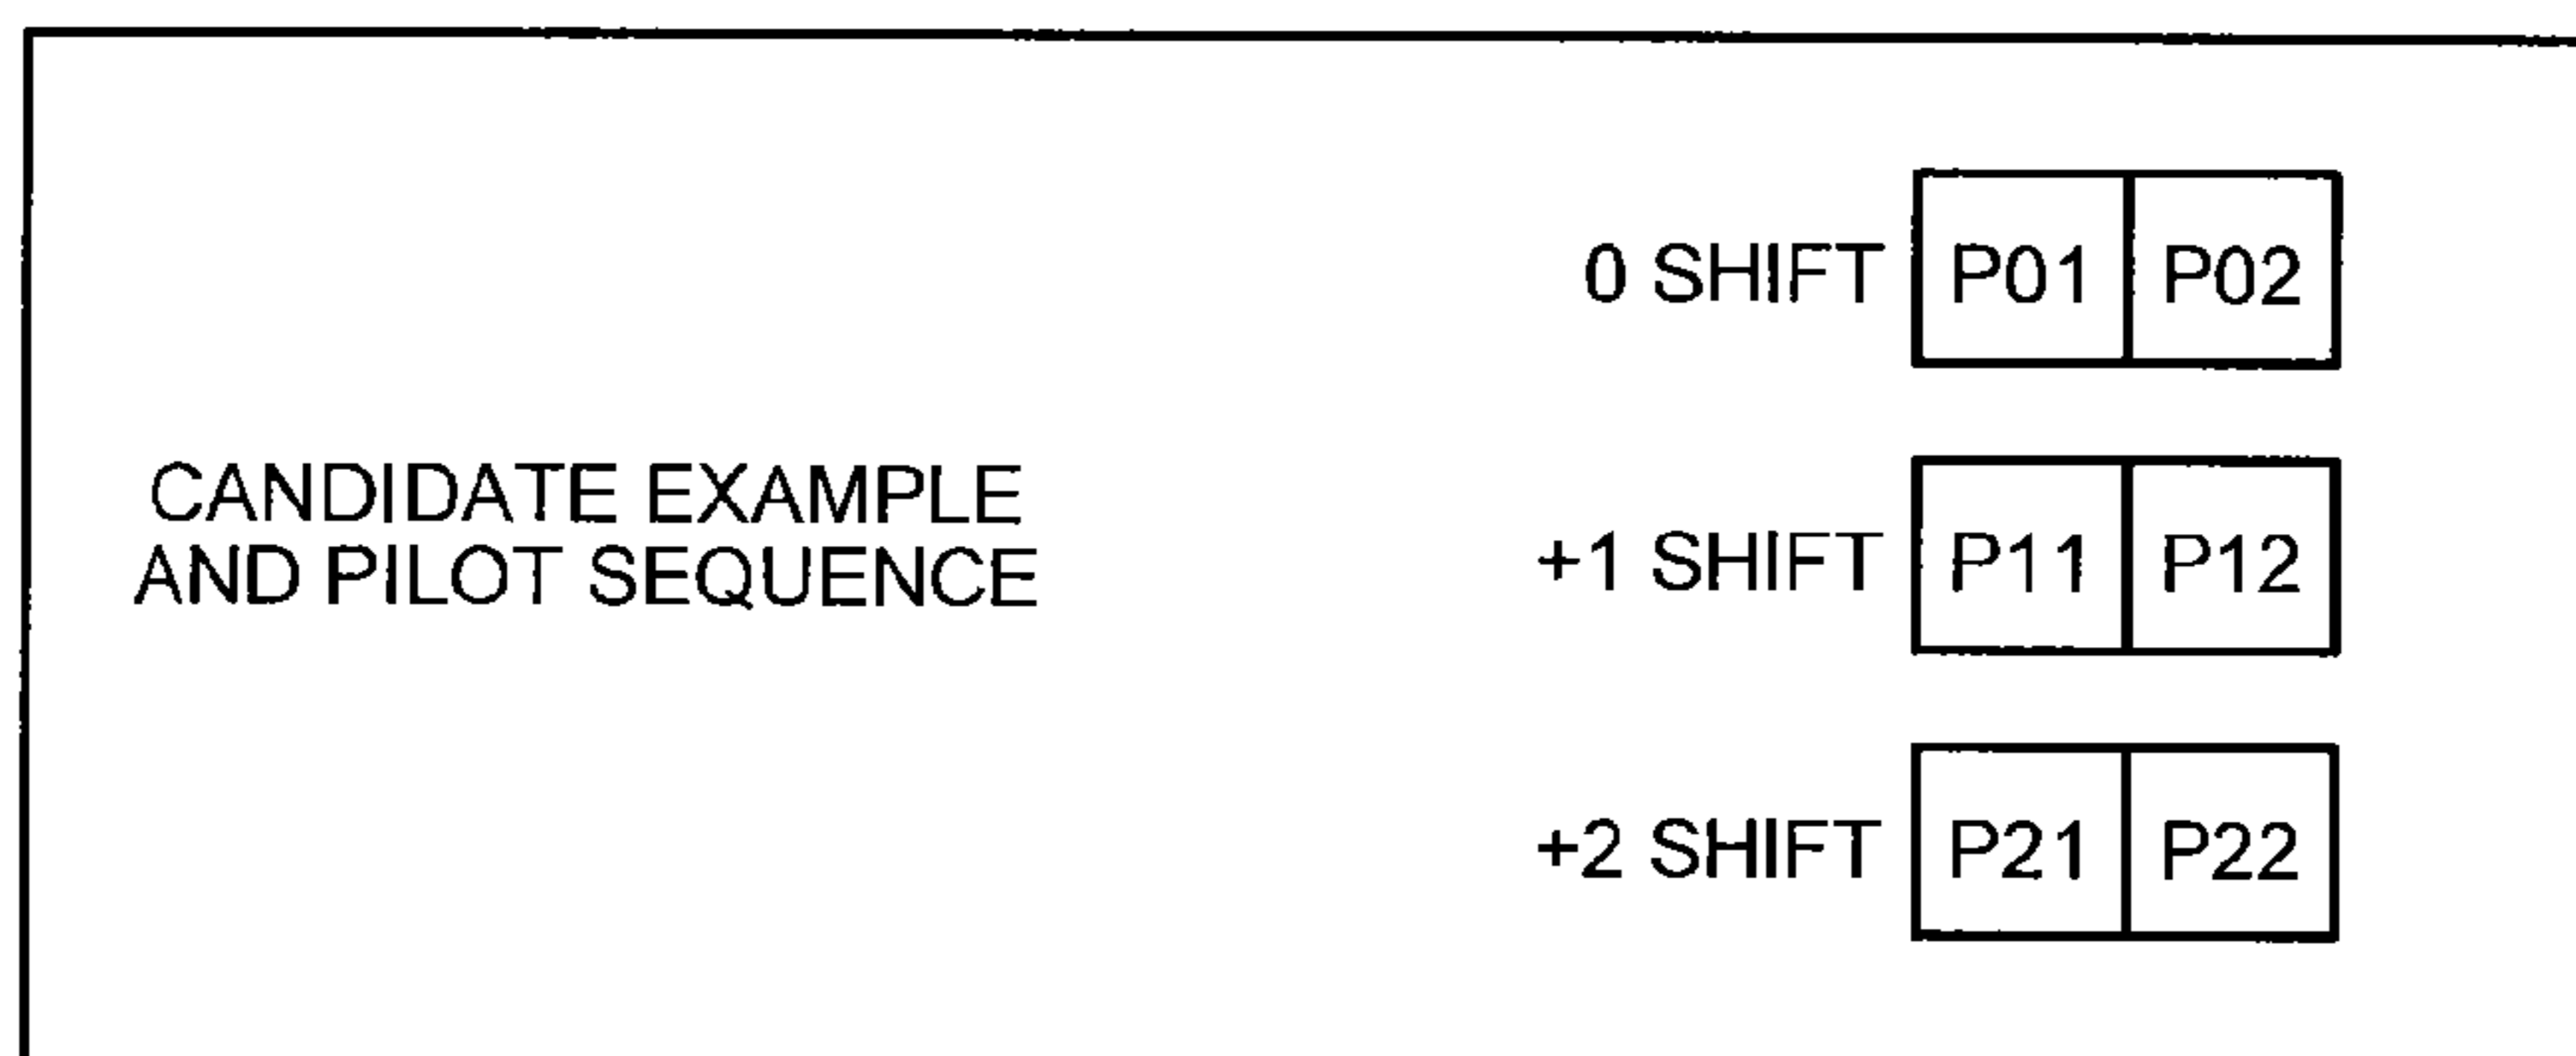 0 SHIFT P01 P02
CANDIDATE EXAMPLE
AND PILOT SEQUENCE
+1 SHIFT P11 P12
+2 SHIFT P21 P22